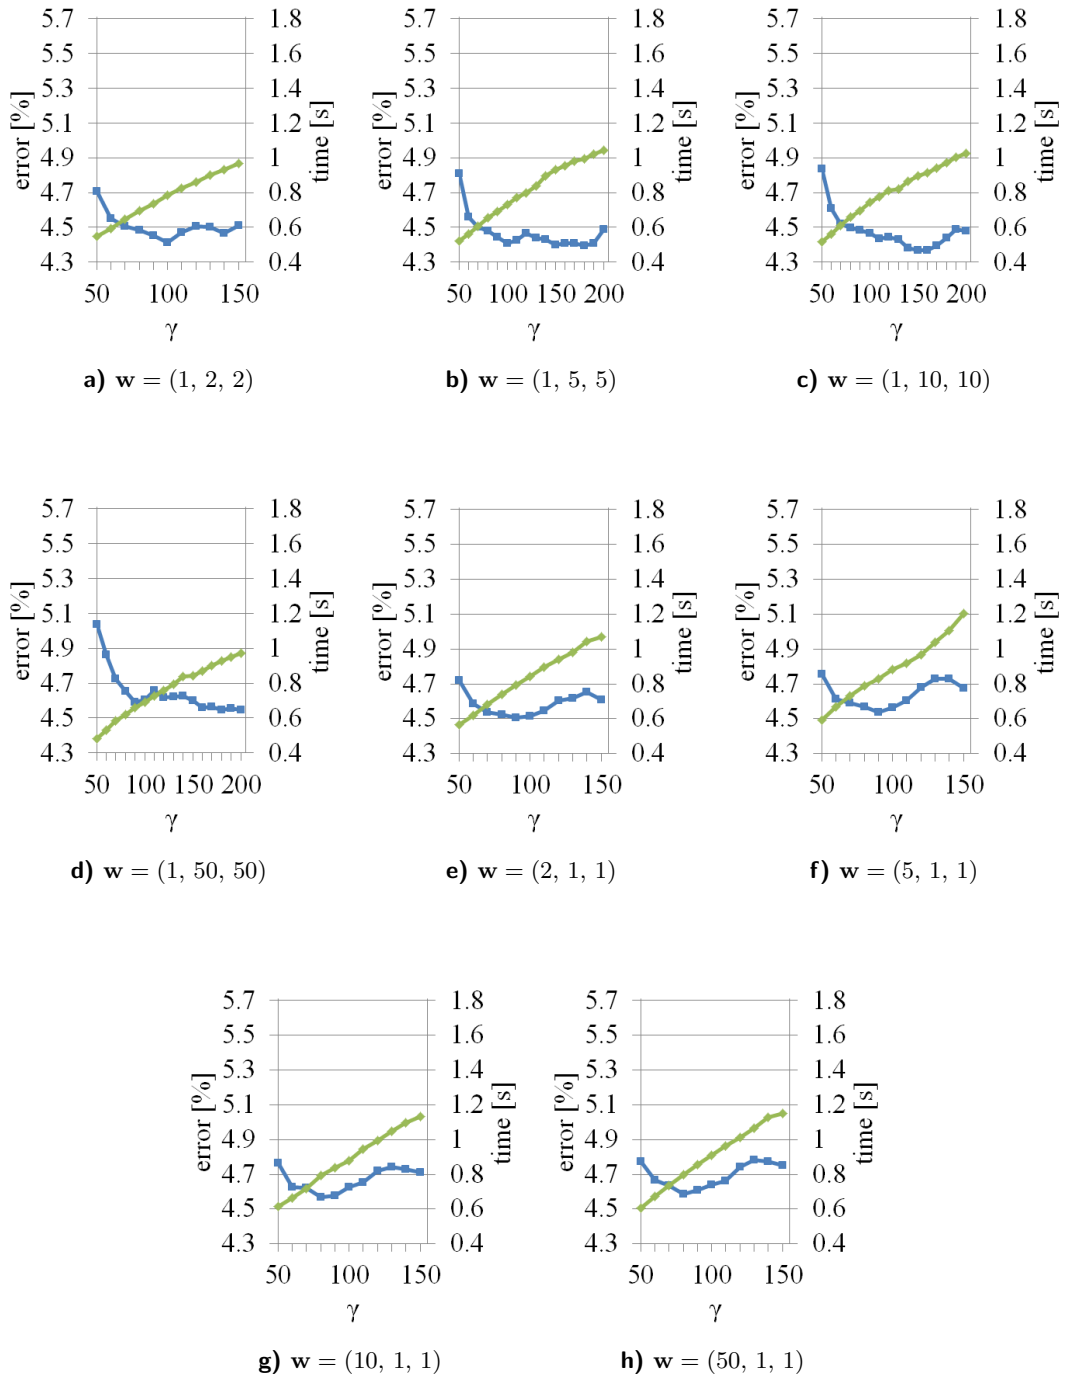 5.7 1.8 5.7 1.8 5.7 1.8
5.5 1.6 5.5 1.6 5.5 1.6
5.3 1.4 5.3 1.4 5.3 1.4
5.1 1.2 5.1 1.2 5.1 1.2
4.9 1 4.9 1 4.9 1
4.7 0.8 4.7 0.8 4.7 0.8
4.5 0.6 4.5 0.6 4.5 0.6
4.3 0.4 4.3 0.4 4.3 0.4
error [%] time [s] error [%] time [s] error [%] time [s]
50 100 150 50 100 150 200 50 100 150 200
γ γ γ
a) w = (1, 2, 2) b) w = (1, 5, 5) c) w = (1, 10, 10)
5.7 1.8 5.7 1.8 5.7 1.8
5.5 1.6 5.5 1.6 5.5 1.6
5.3 1.4 5.3 1.4 5.3 1.4
5.1 1.2 5.1 1.2 5.1 1.2
4.9 1 4.9 1 4.9 1
4.7 0.8 4.7 0.8 4.7 0.8
4.5 0.6 4.5 0.6 4.5 0.6
4.3 0.4 4.3 0.4 4.3 0.4
error [%] time [s] error [%] time [s] error [%] time [s]
50 100 150 200 50 100 150 50 100 150
γ γ γ
d) w = (1, 50, 50) e) w = (2, 1, 1) f) w = (5, 1, 1)
5.7 1.8 5.7 1.8
5.5 1.6 5.5 1.6
5.3 1.4 5.3 1.4
5.1 1.2 5.1 1.2
4.9 1 4.9 1
4.7 0.8 4.7 0.8
4.5 0.6 4.5 0.6
4.3 0.4 4.3 0.4
error [%] time [s] error [%] time [s]
50 100 150 50 100 150
γ γ
g) w = (10, 1, 1) h) w = (50, 1, 1)